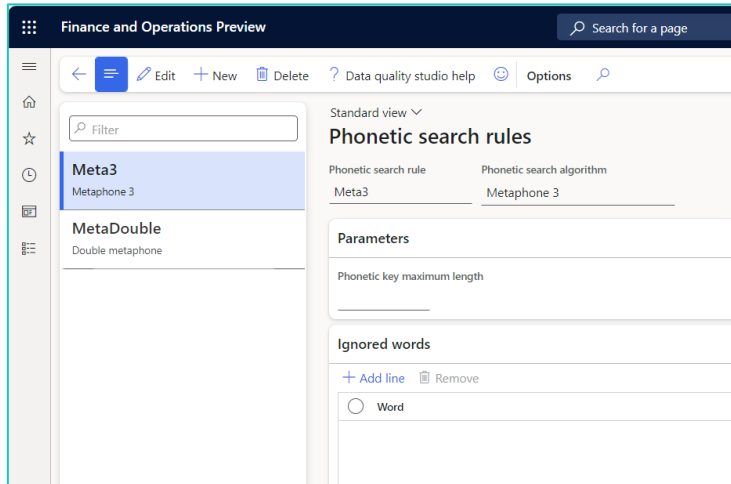 Finance and Operations Preview
Search for a page
Edit
New
Delete
Data quality studio help
Options
Filter
Meta3
Metaphone 3
MetaDouble
Double metaphone
Standard view
Phonetic search rules
Phonetic search rule
Phonetic search algorithm
Meta3
Metaphone 3
Parameters
Phonetic key maximum length
Ignored words
Add line
Remove
Word